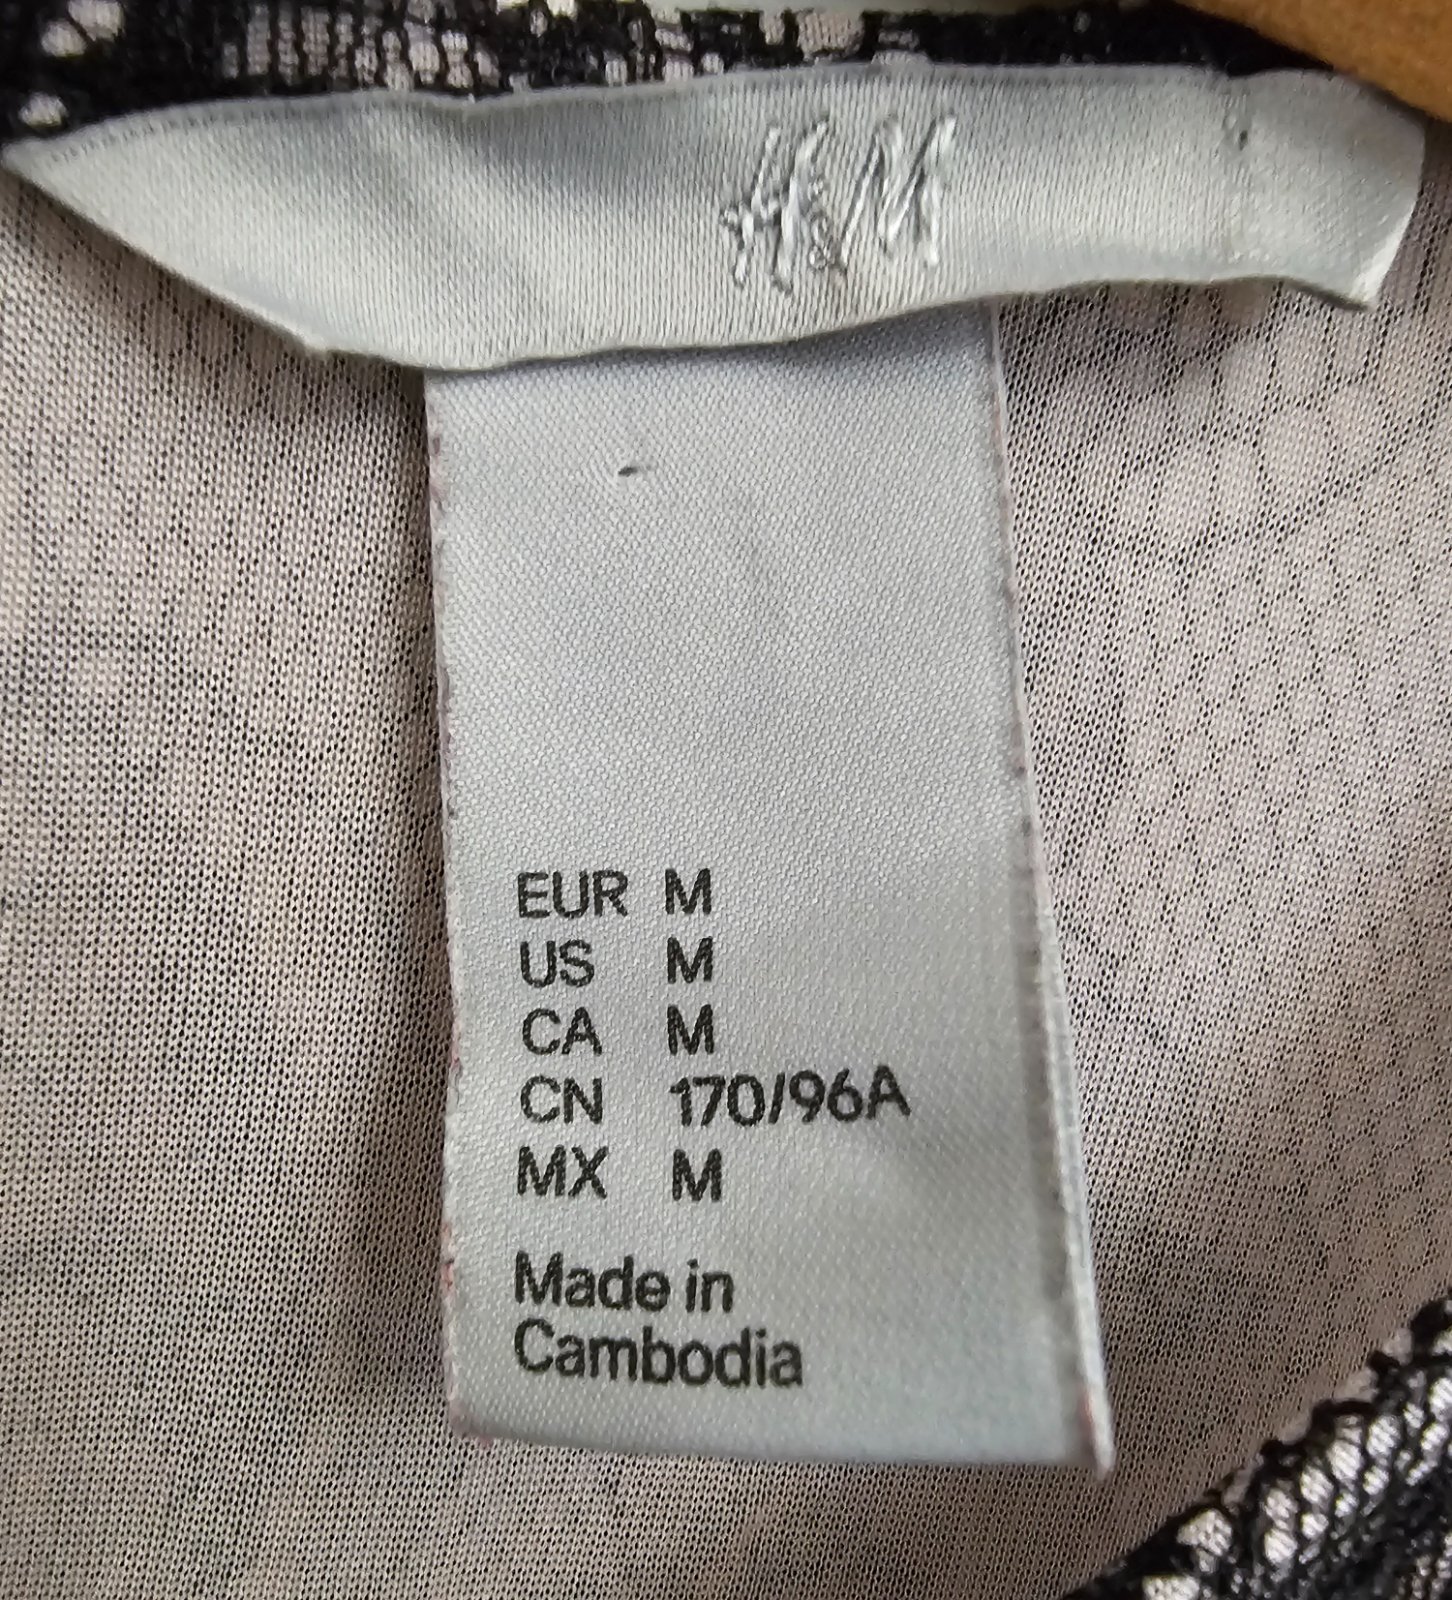 H&M
EUR M
US M
CA M
CN 170/96A
MX M
Made in
Cambodia